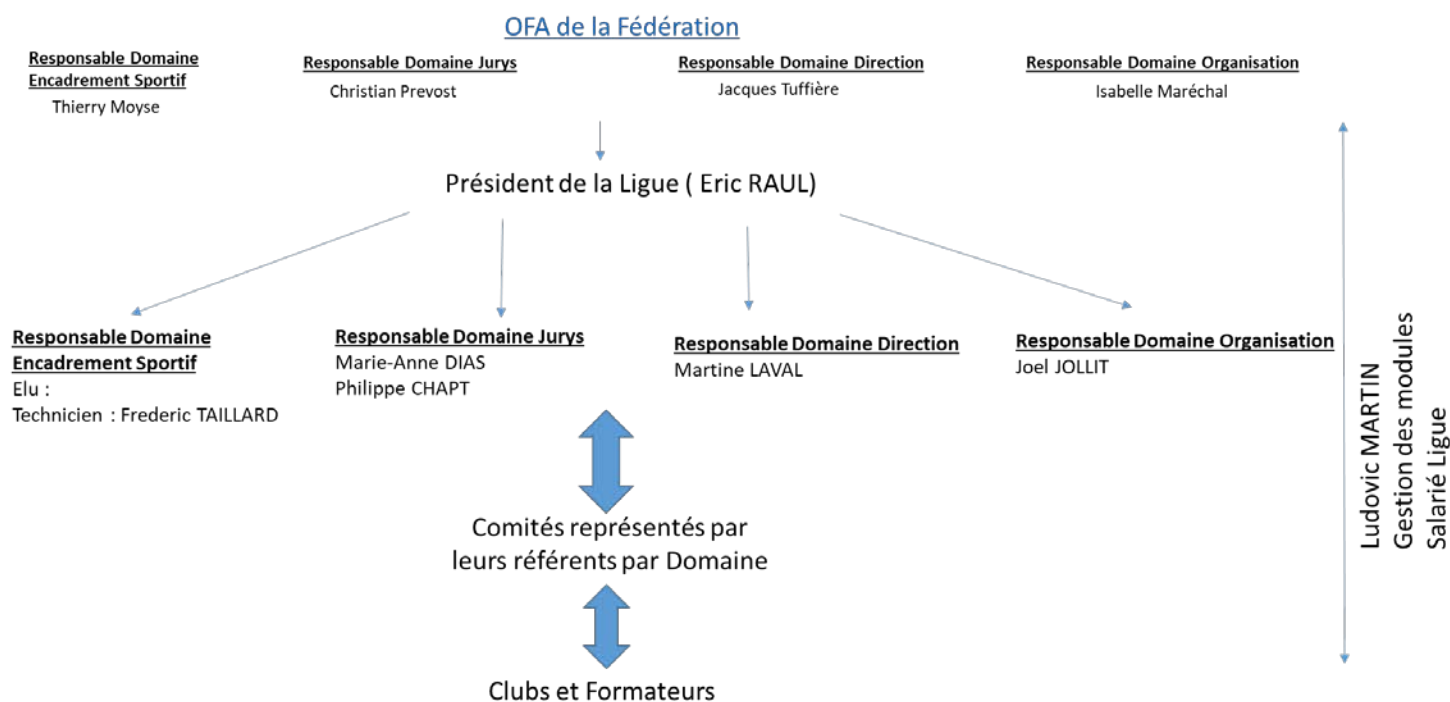 OFA de la Fédération
Responsable Domaine
Encadrement Sportif
Thierry Moyse
Responsable Domaine Jurys
Christian Prevost
Responsable Domaine Direction
Jacques Tuffière
Responsable Domaine Organisation
Isabelle Maréchal
Président de la Ligue ( Eric RAUL)
Responsable Domaine
Encadrement Sportif
Elu :
Technicien : Frederic TAILLARD
Responsable Domaine Jurys
Marie-Anne DIAS
Philippe CHAPT
Responsable Domaine Direction
Martine LAVAL
Responsable Domaine Organisation
Joel JOLLIT
Comités représentés par
leurs référents par Domaine
Clubs et Formateurs
Ludovic MARTIN
Gestion des modules
Salarié Ligue